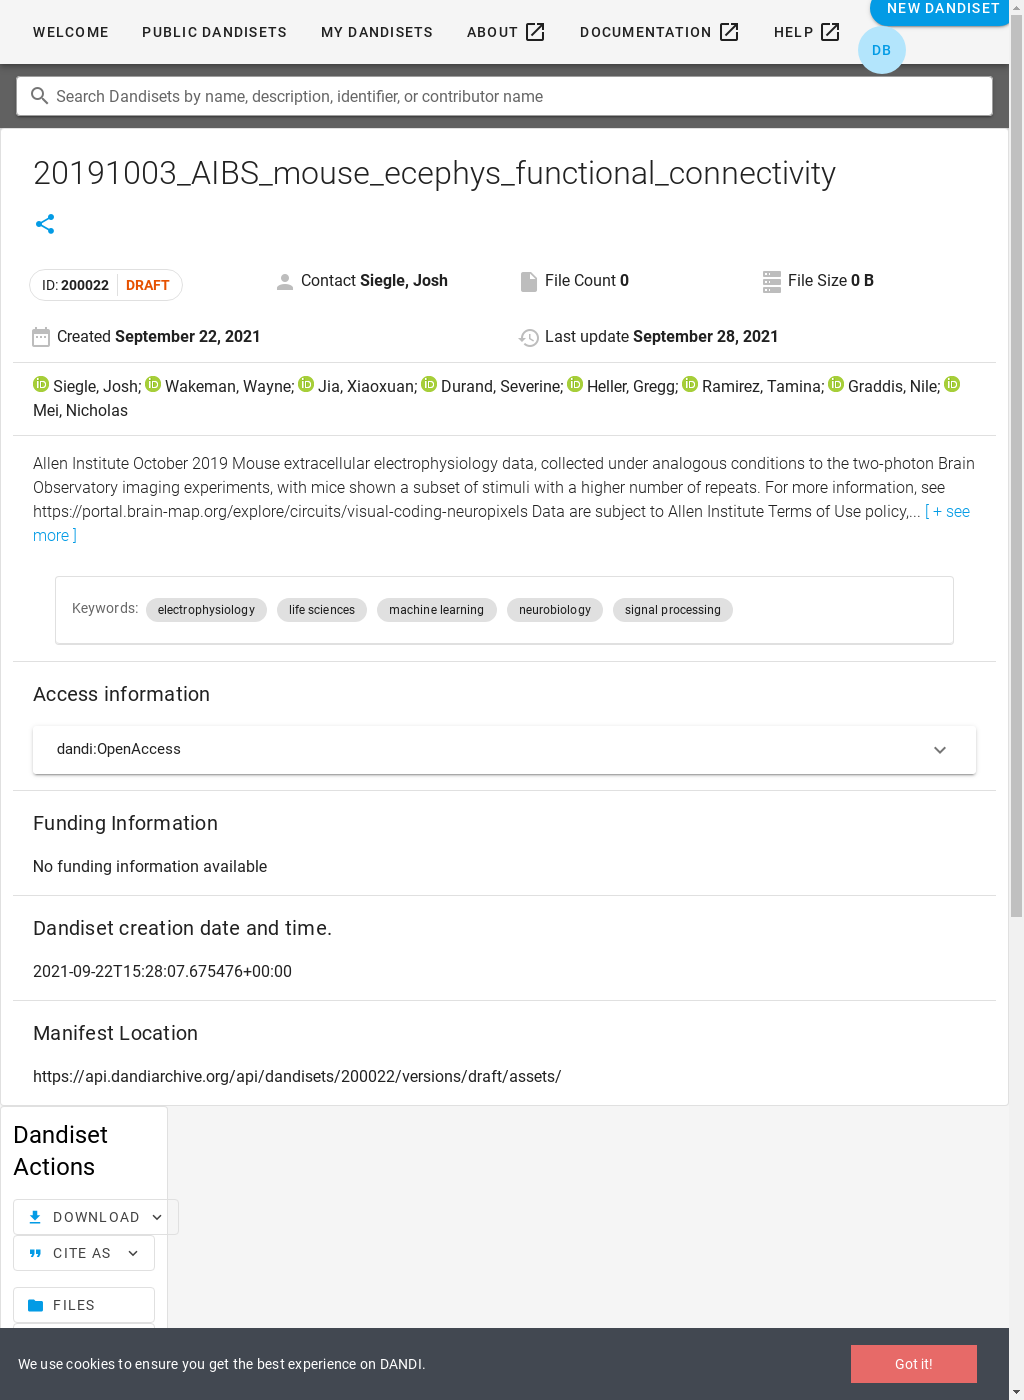 NEW DANDISET
WELCOME PUBLIC DANDISETS MY DANDISETS ABOUT DOCUMENTATION HELP
DB
Search Dandisets by name, description, identifier, or contributor name
20191003_AIBS_mouse_ecephys_functional_connectivity
ID: 200022 DRAFT Contact Siegle, Josh File Count 0 File Size 0 B
Created September 22, 2021 Last update September 28, 2021
Siegle, Josh; Wakeman, Wayne; Jia, Xiaoxuan; Durand, Severine; Heller, Gregg; Ramirez, Tamina; Graddis, Nile;
Mei, Nicholas
Allen Institute October 2019 Mouse extracellular electrophysiology data, collected under analogous conditions to the two-photon Brain
Observatory imaging experiments, with mice shown a subset of stimuli with a higher number of repeats. For more information, see
https://portal.brain-map.org/explore/circuits/visual-coding-neuropixels Data are subject to Allen Institute Terms of Use policy,... [ + see
more ]
Keywords: electrophysiology life sciences machine learning neurobiology signal processing
Access information
dandi:OpenAccess
Funding Information
No funding information available
Dandiset creation date and time.
2021-09-22T15:28:07.675476+00:00
Manifest Location
https://api.dandiarchive.org/api/dandisets/200022/versions/draft/assets/
Dandiset
Actions
DOWNLOAD
CITE AS
FILES
We use cookies to ensure you get the best experience on DANDI. Got it!